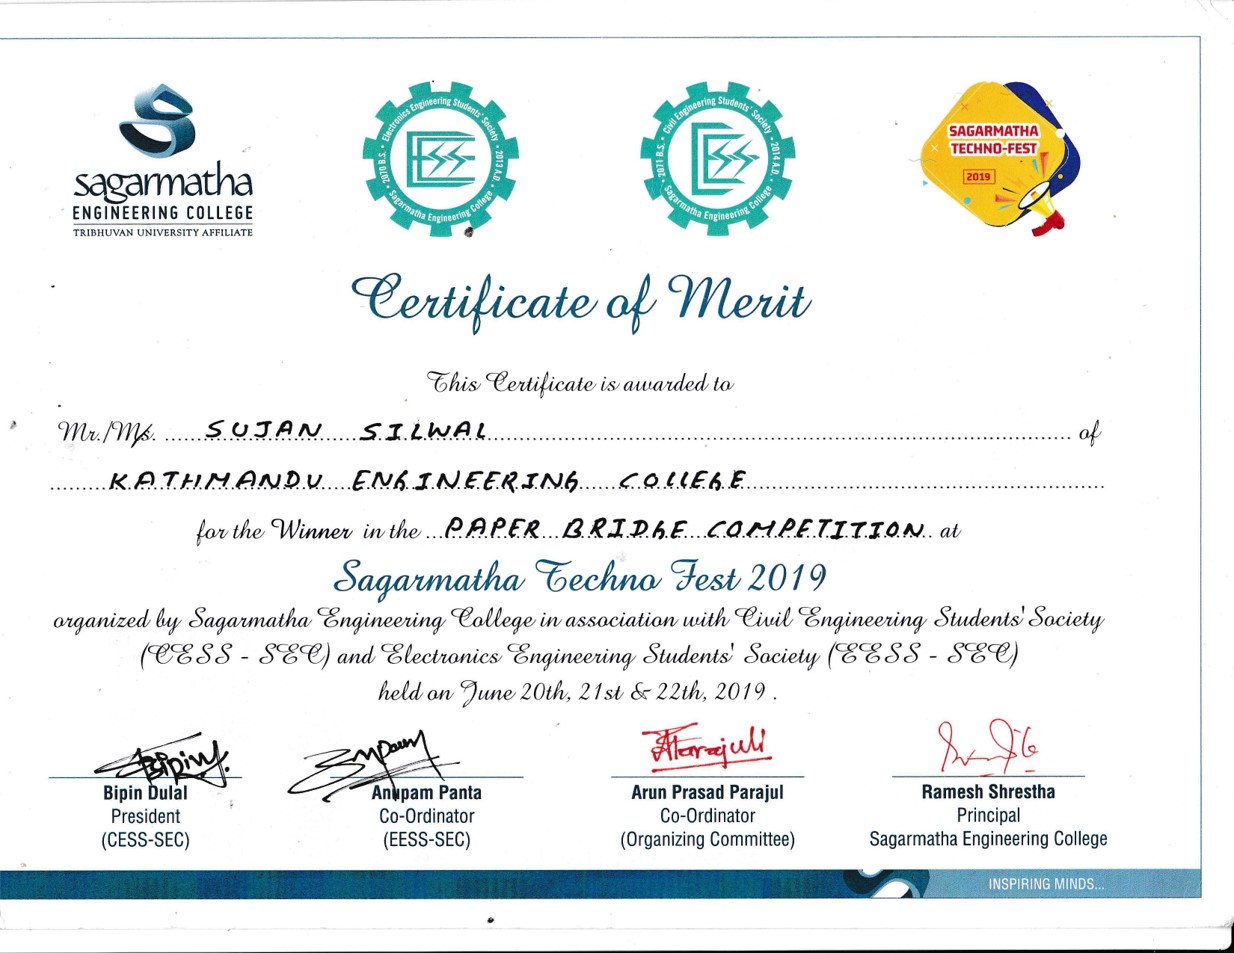 sagarmatha
ENGINEERING COLLEGE
TRIBHUVAN UNIVERSITY AFFILIATE
2070 B.S. • Electronics Engineering Students' Society • 2013 A.D.
Sagarmatha Engineering College
2071 B.S. • Civil Engineering Students' Society • 2014 A.D.
Sagarmatha Engineering College
SAGARMATHA
TECHNO-FEST
2019
Certificate of Merit
This Certificate is awarded to
Mr./Ms. SUJAN SILWAL of
KATHMANDU ENGINEERING COLLEGE
for the Winner in the PAPER BRIDGE COMPETITION at
Sagarmatha Techno Fest 2019
organized by Sagarmatha Engineering College in association with Civil Engineering Students' Society
(CESS - SEC) and Electronics Engineering Students' Society (EESS - SEC)
held on June 20th, 21st & 22th, 2019 .
Bipin Dulal
President
(CESS-SEC)
Anupam Panta
Co-Ordinator
(EESS-SEC)
Arun Prasad Parajul
Co-Ordinator
(Organizing Committee)
Ramesh Shrestha
Principal
Sagarmatha Engineering College
INSPIRING MINDS...